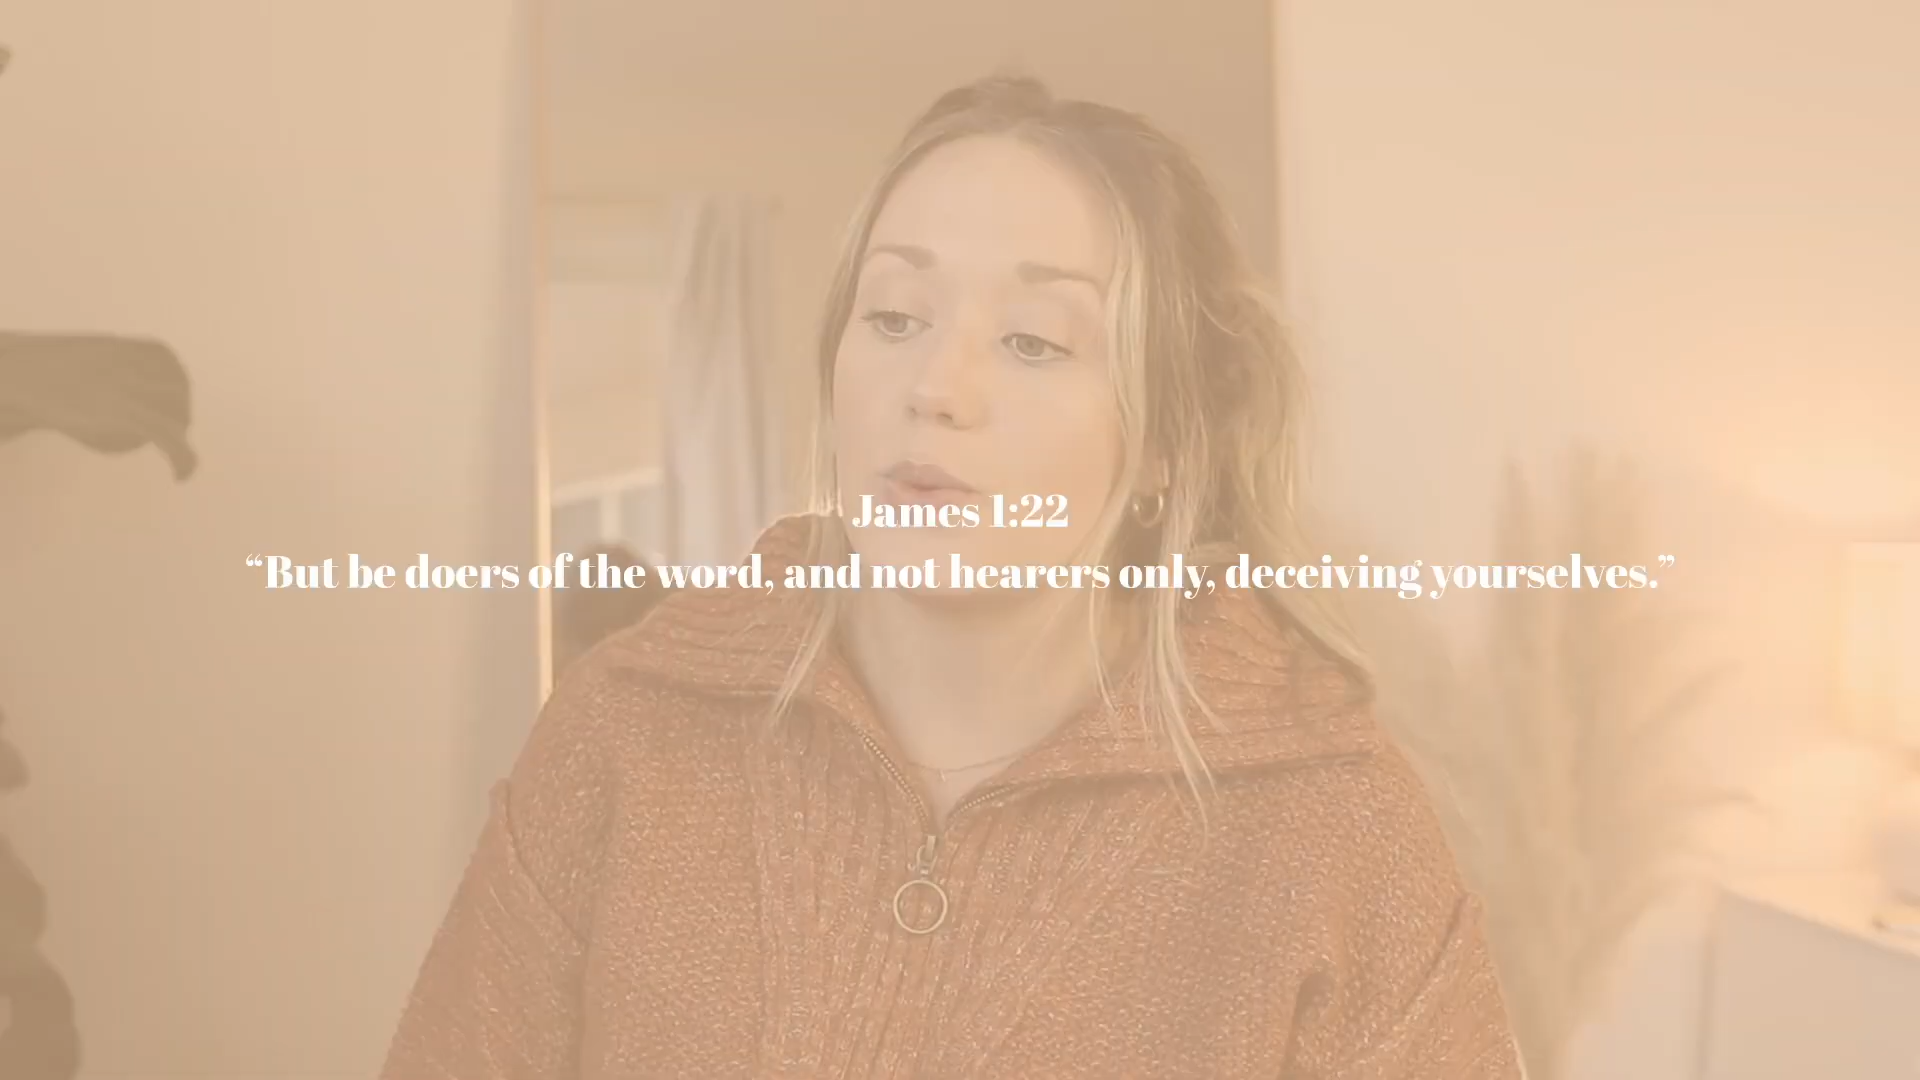 James 1:22
“But be doers of the word, and not hearers only, deceiving yourselves.”